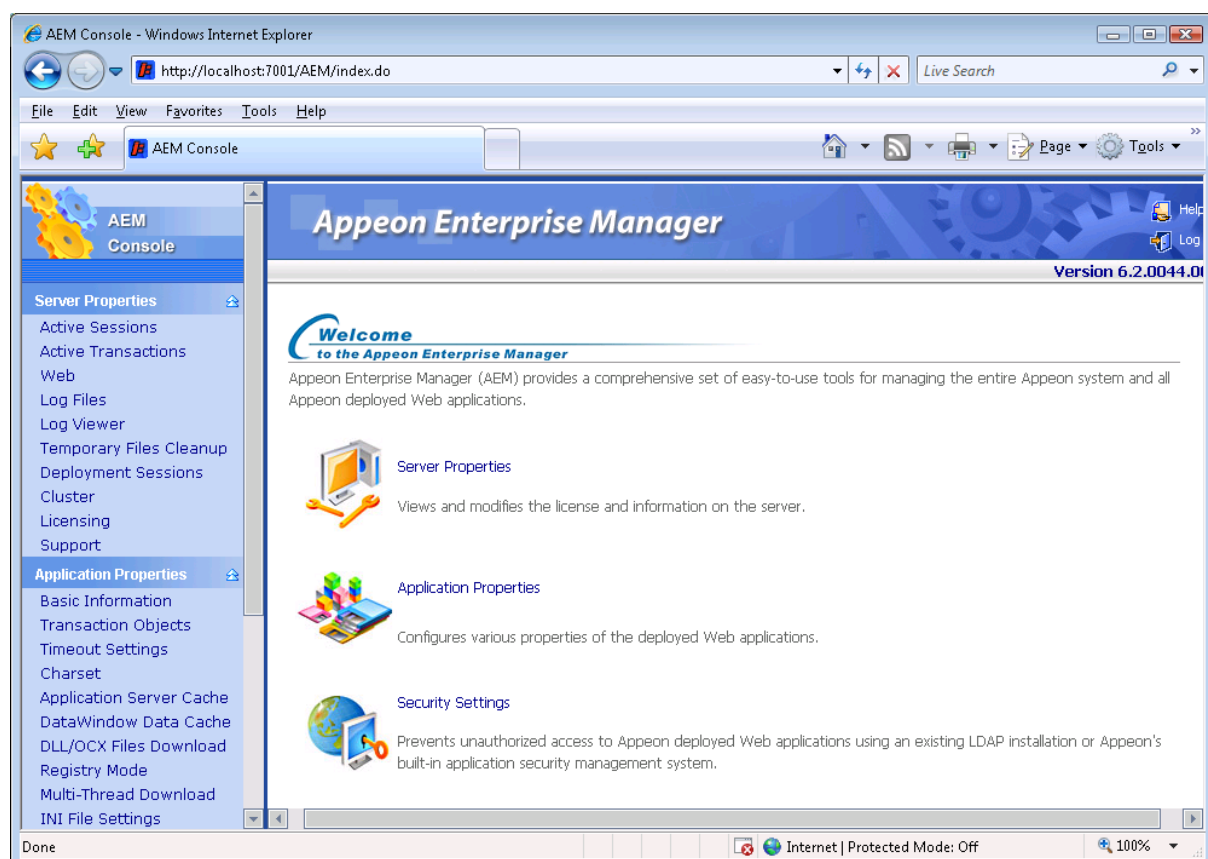 AEM Console - Windows Internet Explorer
http://localhost:7001/AEM/index.do
Live Search
File Edit View Favorites Tools Help
AEM Console
Page Tools
AEM
Console
Appeon Enterprise Manager
Help
Log
Version 6.2.0044.0
Server Properties
Active Sessions
Active Transactions
Web
Log Files
Log Viewer
Temporary Files Cleanup
Deployment Sessions
Cluster
Licensing
Support
Application Properties
Basic Information
Transaction Objects
Timeout Settings
Charset
Application Server Cache
DataWindow Data Cache
DLL/OCX Files Download
Registry Mode
Multi-Thread Download
INI File Settings
Welcome
to the Appeon Enterprise Manager
Appeon Enterprise Manager (AEM) provides a comprehensive set of easy-to-use tools for managing the entire Appeon system and all
Appeon deployed Web applications.
Server Properties
Views and modifies the license and information on the server.
Application Properties
Configures various properties of the deployed Web applications.
Security Settings
Prevents unauthorized access to Appeon deployed Web applications using an existing LDAP installation or Appeon's
built-in application security management system.
Done
Internet | Protected Mode: Off
100%